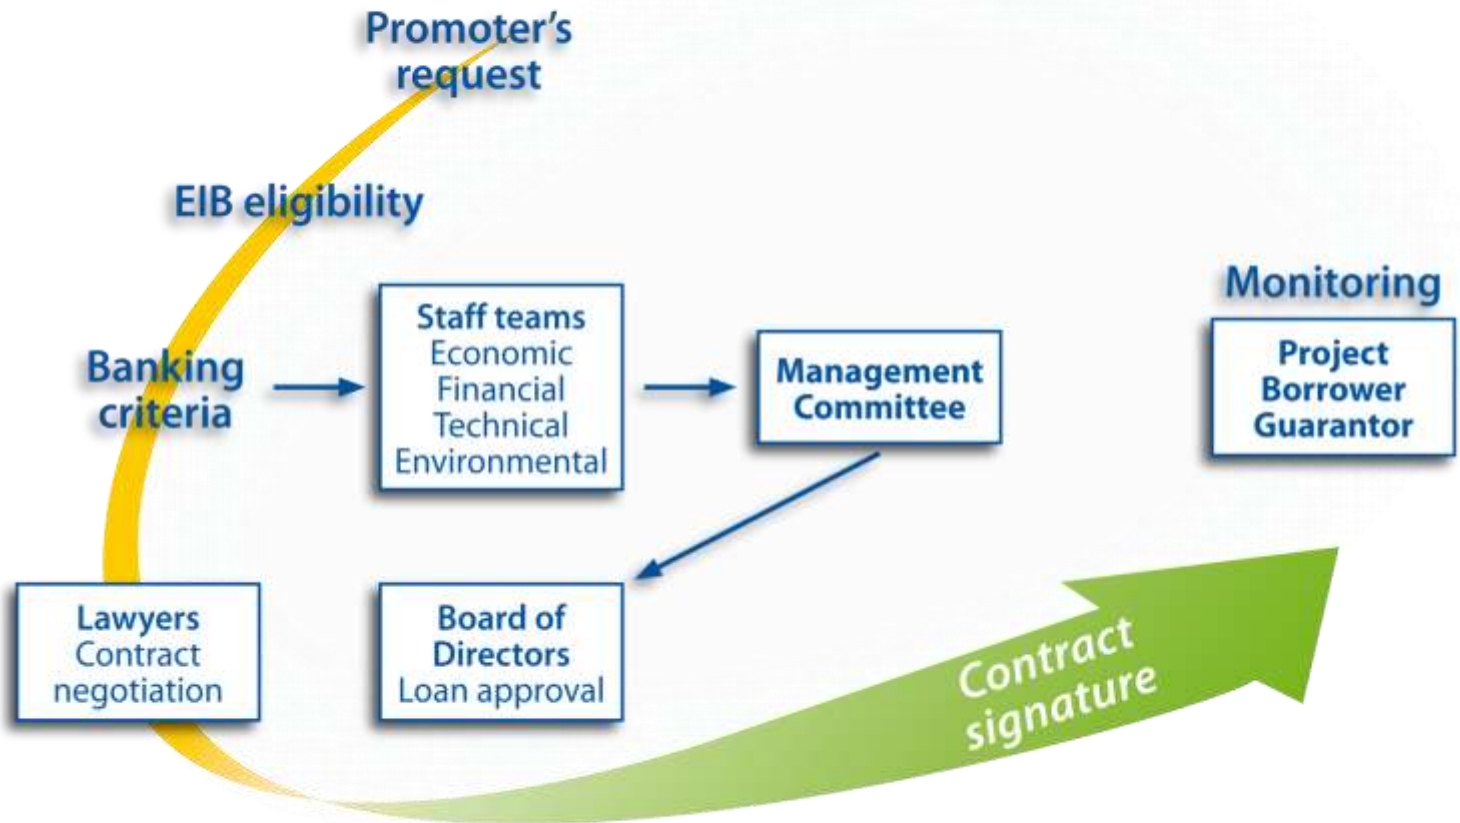 Promoter's
request
EIB eligibility
Banking
criteria
Staff teams
Economic
Financial
Technical
Environmental
Management
Committee
Monitoring
Project
Borrower
Guarantor
Lawyers
Contract
negotiation
Board of
Directors
Loan approval
Contract
signature